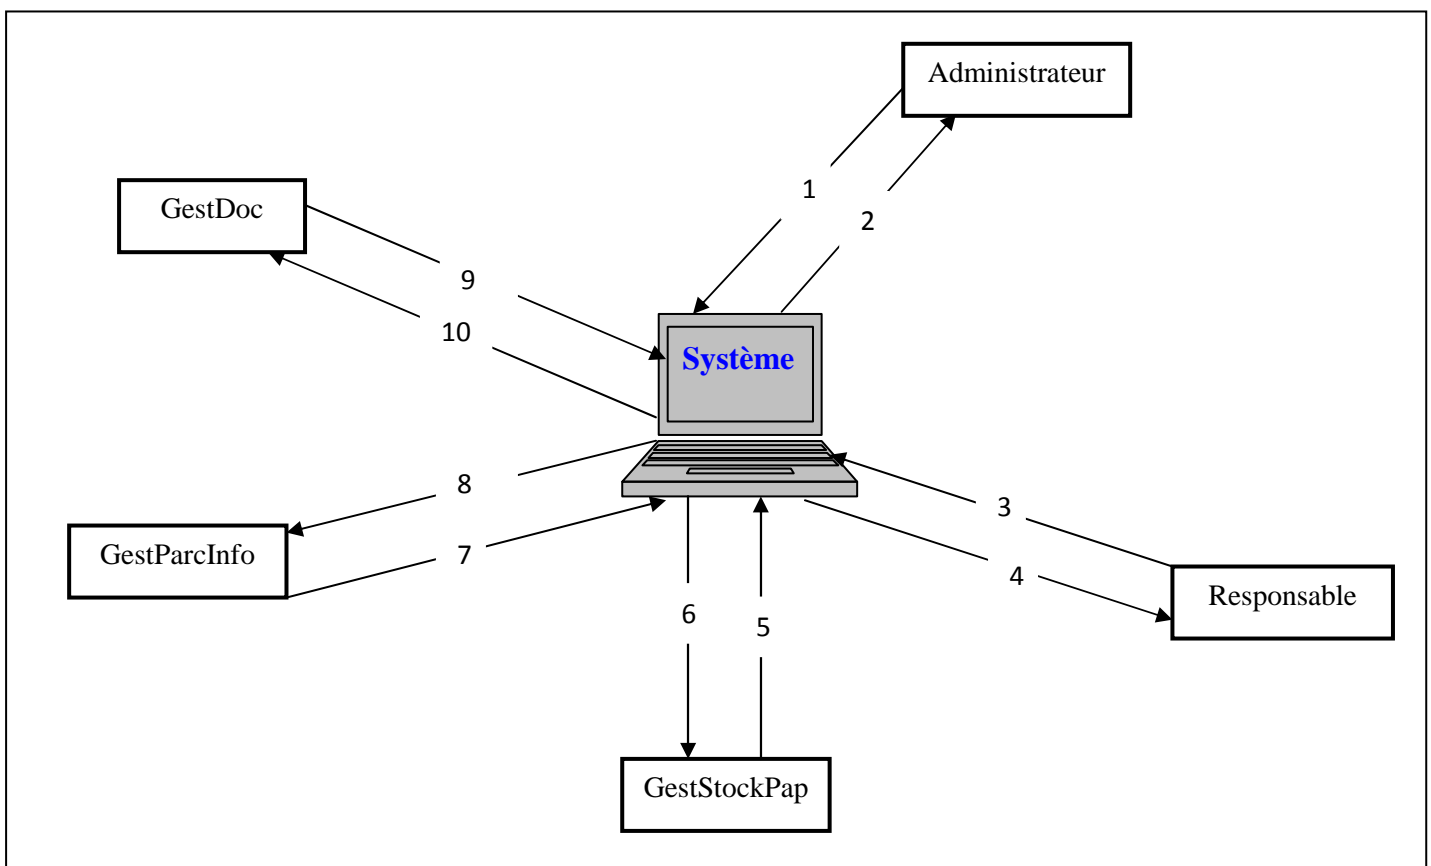 Administrateur
1
2
GestDoc
9
10
Système
8
7
GestParcInfo
3
4
Responsable
6
5
GestStockPap